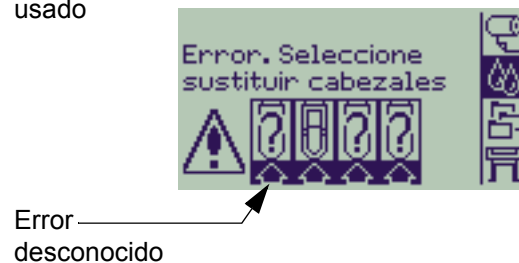 usado
Error. Seleccione
sustituir cabezales
? ? ?
Error
desconocido